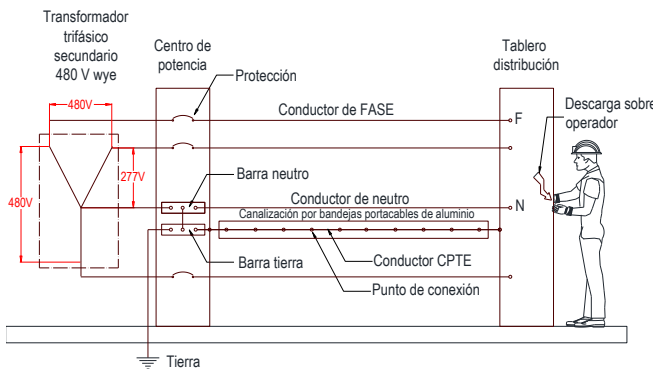 Transformador
trifásico
secundario
480 V wye
Centro de
potencia
Tablero
distribución
Protección
480V
Conductor de FASE
F
Descarga sobre
operador
277V
Barra neutro
480V
Conductor de neutro
N
Canalización por bandejas portacables de aluminio
Barra tierra
Conductor CPTE
Punto de conexión
Tierra